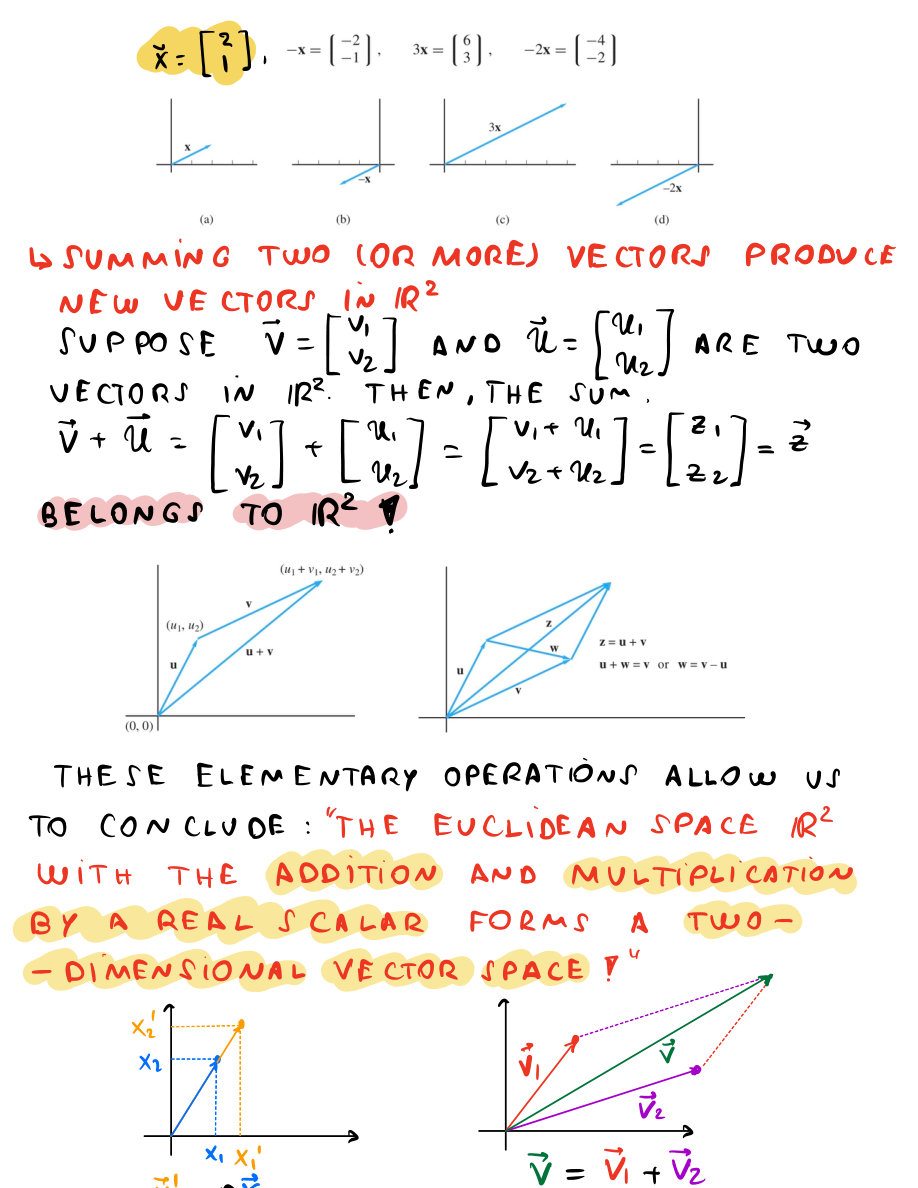 x⃗ = [2 1], −x = (−2 −1), 3x = (6 3), −2x = (−4 −2)
x −x 3x −2x
(a) (b) (c) (d)
↳ SUMMING TWO (OR MORE) VECTORS PRODUCE
NEW VECTORS IN ℝ²
SUPPOSE v⃗ = [v₁ v₂] AND u⃗ = [u₁ u₂] ARE TWO
VECTORS IN ℝ². THEN, THE SUM.
v⃗ + u⃗ = [v₁ v₂] + [u₁ u₂] = [v₁ + u₁ v₂ + u₂] = [z₁ z₂] = z⃗
BELONGS TO ℝ² !
(u₁ + v₁, u₂ + v₂)
v
(u₁, u₂)
u
u + v
(0, 0)
z
w
u
v
z = u + v
u + w = v or w = v − u
THESE ELEMENTARY OPERATIONS ALLOW US
TO CONCLUDE: "THE EUCLIDEAN SPACE ℝ²
WITH THE ADDITION AND MULTIPLICATION
BY A REAL SCALAR FORMS A TWO-
-DIMENSIONAL VECTOR SPACE !"
x₂'
x₂
x₁ x₁'
v⃗₁
v⃗
v⃗₂
v⃗ = v⃗₁ + v⃗₂